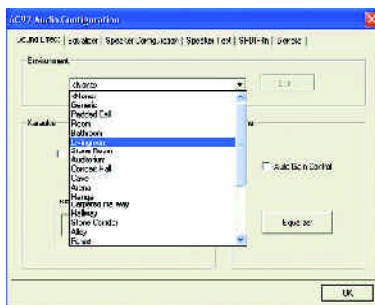 AC97 Audio Configuration
Sound Effect | Equalizer | Speaker Configuration | Speaker Test | S/PDIF-In | General
Environment
<None>
Edit
<None>
Generic
Padded Cell
Room
Bathroom
Livingroom
Stone Room
Auditorium
Concert Hall
Cave
Arena
Hangar
Carpeted Hallway
Hallway
Stone Corridor
Alley
Forest
Karaoke
Auto Gain Control
Equalizer
OK